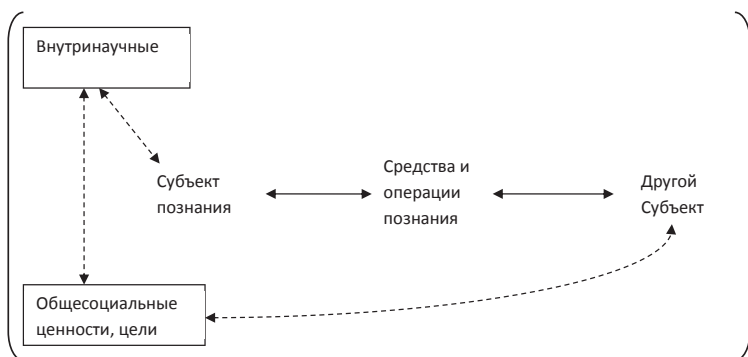 Внутринаучные
Субъект
познания
Средства и
операции
познания
Другой
Субъект
Общесоциальные
ценности, цели